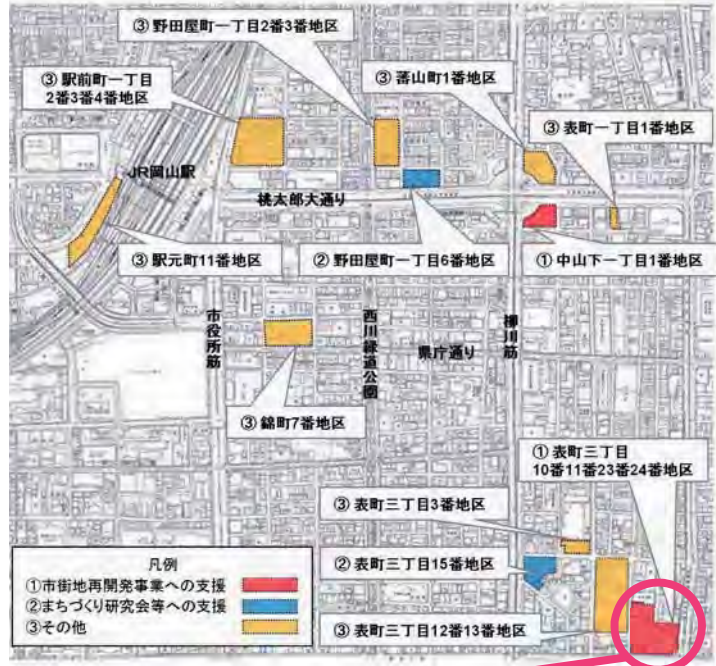 ③野田屋町一丁目2番3番地区
③駅前町一丁目
2番3番4番地区
③蕃山町1番地区
③表町一丁目1番地区
JR岡山駅
桃太郎大通り
③駅元町11番地区
②野田屋町一丁目6番地区
①中山下一丁目1番地区
市役所筋
西川緑道公園
柳川筋
県庁通り
③錦町7番地区
①表町三丁目
10番11番23番24番地区
③表町三丁目3番地区
②表町三丁目15番地区
③表町三丁目12番13番地区
凡例
①市街地再開発事業への支援
②まちづくり研究会等への支援
③その他